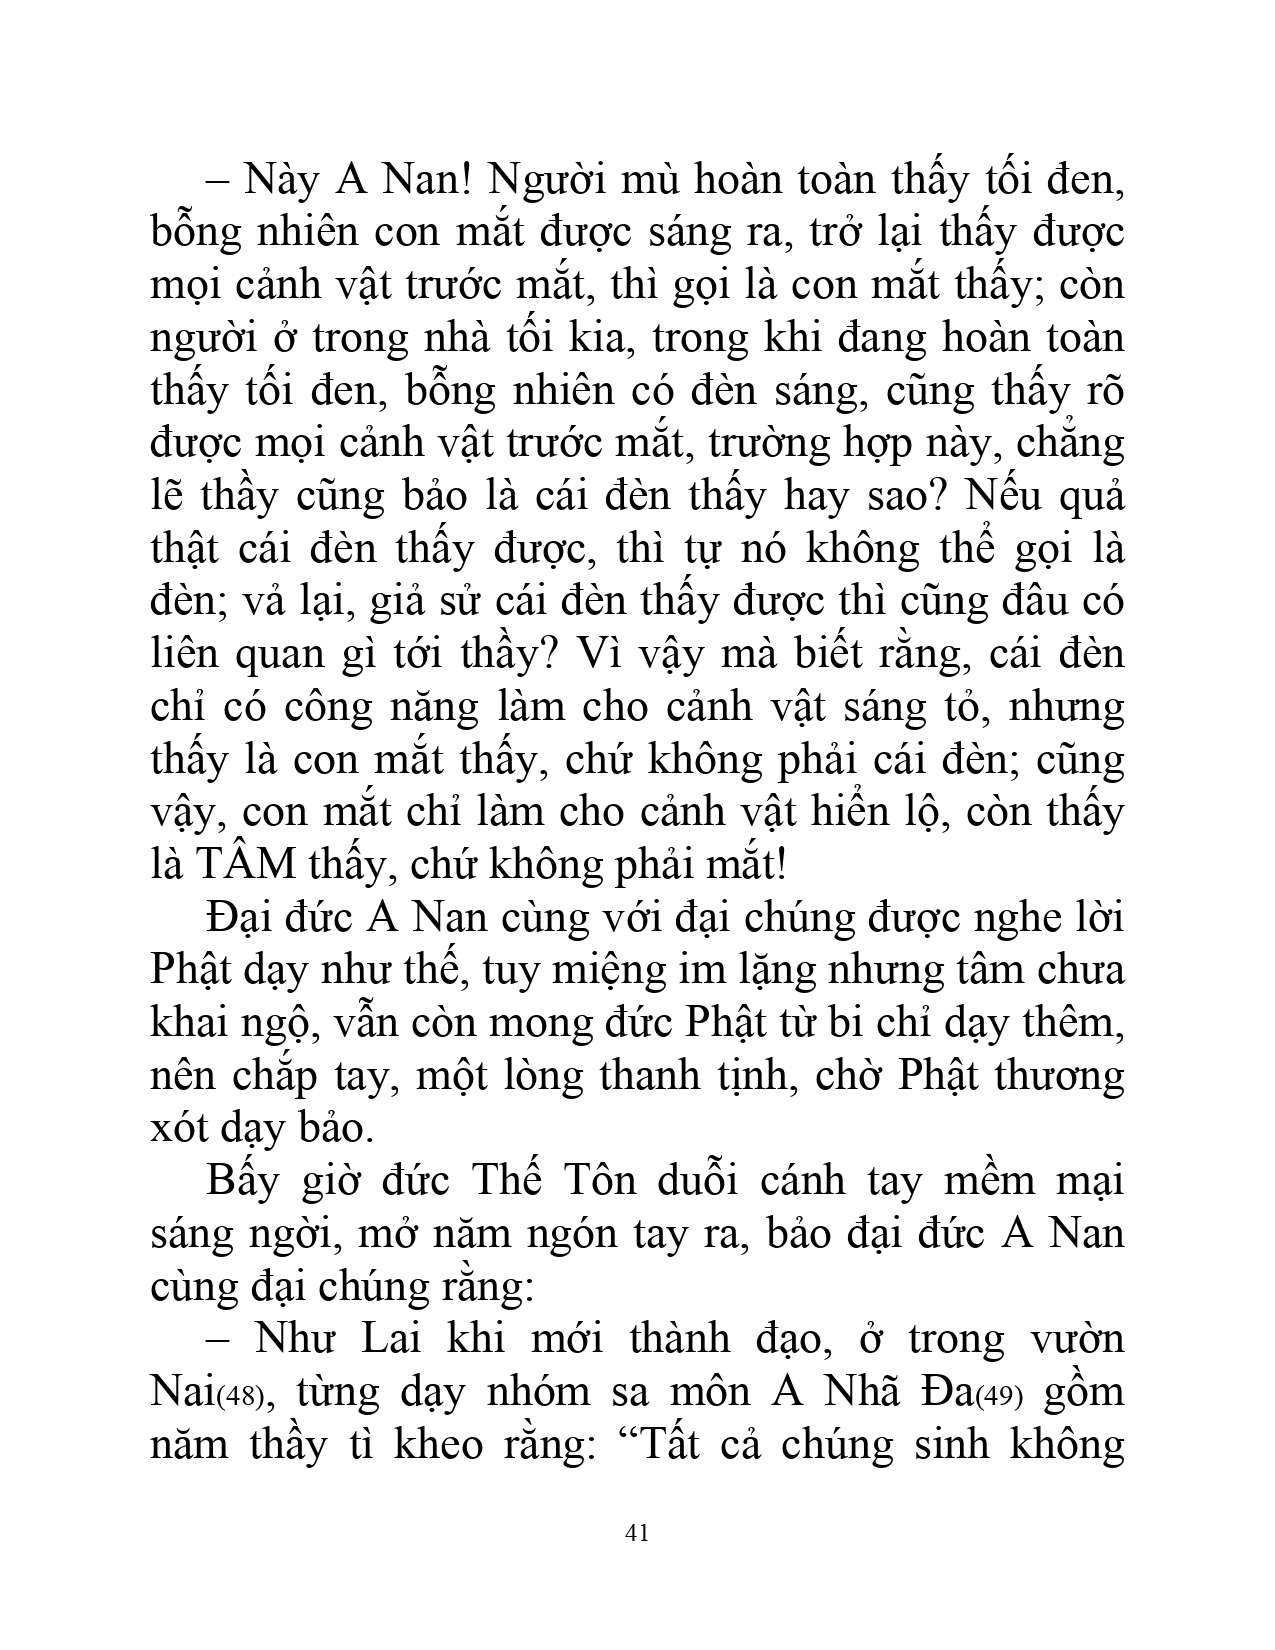 – Này A Nan! Người mù hoàn toàn thấy tối đen,
bỗng nhiên con mắt được sáng ra, trở lại thấy được
mọi cảnh vật trước mắt, thì gọi là con mắt thấy; còn
người ở trong nhà tối kia, trong khi đang hoàn toàn
thấy tối đen, bỗng nhiên có đèn sáng, cũng thấy rõ
được mọi cảnh vật trước mắt, trường hợp này, chẳng
lẽ thầy cũng bảo là cái đèn thấy hay sao? Nếu quả
thật cái đèn thấy được, thì tự nó không thể gọi là
đèn; vả lại, giả sử cái đèn thấy được thì cũng đâu có
liên quan gì tới thầy? Vì vậy mà biết rằng, cái đèn
chỉ có công năng làm cho cảnh vật sáng tỏ, nhưng
thấy là con mắt thấy, chứ không phải cái đèn; cũng
vậy, con mắt chỉ làm cho cảnh vật hiển lộ, còn thấy
là TÂM thấy, chứ không phải mắt!
Đại đức A Nan cùng với đại chúng được nghe lời
Phật dạy như thế, tuy miệng im lặng nhưng tâm chưa
khai ngộ, vẫn còn mong đức Phật từ bi chỉ dạy thêm,
nên chắp tay, một lòng thanh tịnh, chờ Phật thương
xót dạy bảo.
Bấy giờ đức Thế Tôn duỗi cánh tay mềm mại
sáng ngời, mở năm ngón tay ra, bảo đại đức A Nan
cùng đại chúng rằng:
– Như Lai khi mới thành đạo, ở trong vườn
Nai(48), từng dạy nhóm sa môn A Nhã Đa(49) gồm
năm thầy tì kheo rằng: “Tất cả chúng sinh không
41